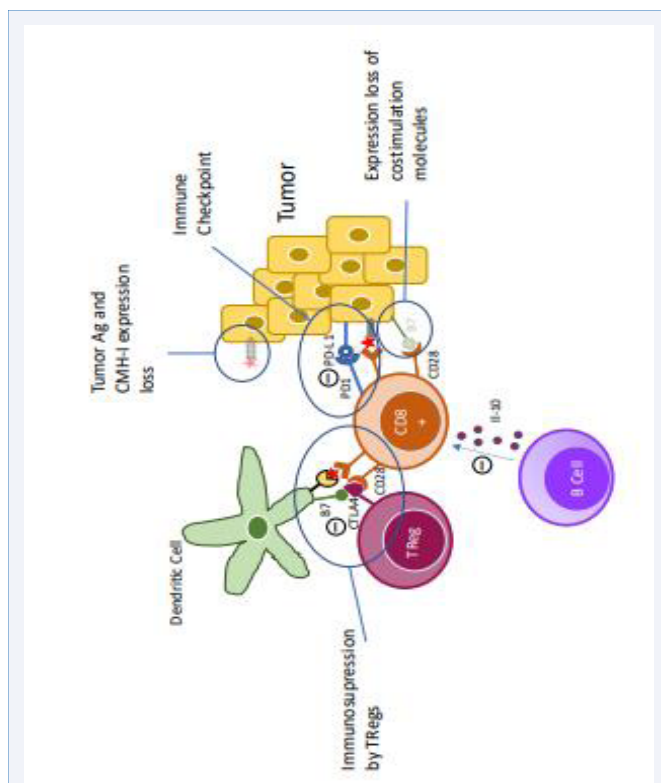 Tumor Ag and
CMH-I expression
loss
Immune
Checkpoint
Tumor
Expression loss of
costimulation
molecules
Dendritic Cell
PD-L1
PD1
B7
CD28
B7
CTLA4
CD28
CD8
+
TReg
Il-10
B Cell
Immunosupression
by TRegs